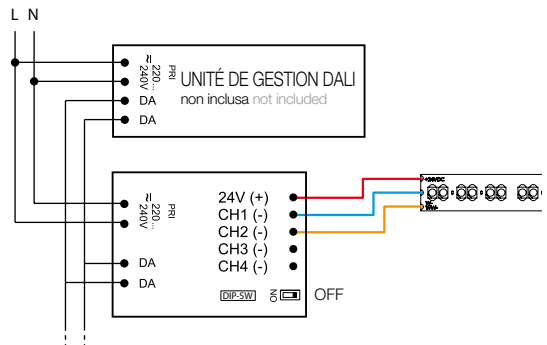 L N
PRI
≈ 220...
240V
DA
DA
UNITÉ DE GESTION DALI
non inclusa not included
PRI
≈ 220...
240V
DA
DA
24V (+)
CH1 (-)
CH2 (-)
CH3 (-)
CH4 (-)
DIP-SW
ON
OFF
+24VDC